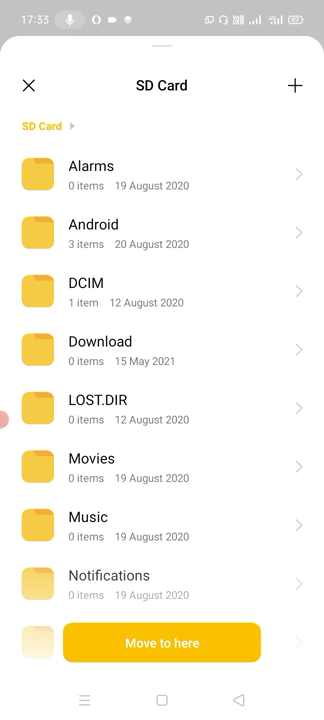 17:33
87
SD Card
SD Card
Alarms
0 items 19 August 2020
Android
3 items 20 August 2020
DCIM
1 item 12 August 2020
Download
0 items 15 May 2021
LOST.DIR
0 items 12 August 2020
Movies
0 items 19 August 2020
Music
0 items 19 August 2020
Notifications
0 items 19 August 2020
Move to here